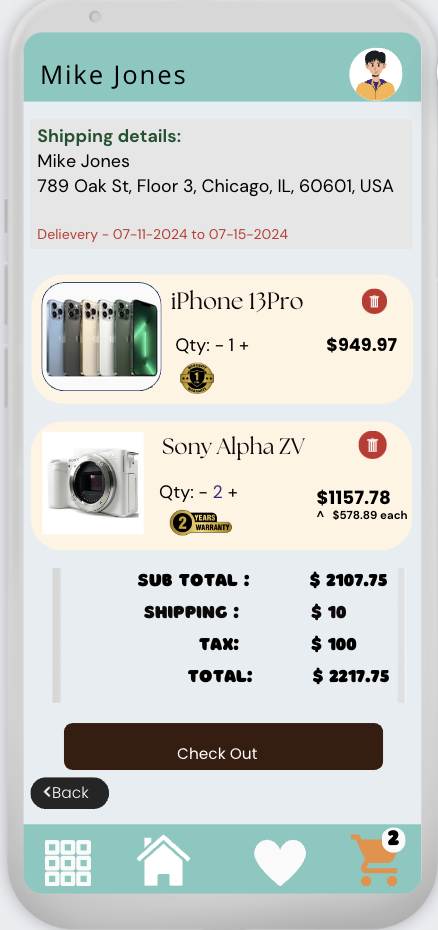 Mike Jones
Shipping details:
Mike Jones
789 Oak St, Floor 3, Chicago, IL, 60601, USA
Delievery - 07-11-2024 to 07-15-2024
iPhone 13Pro
Qty: - 1 + $949.97
1
Sony Alpha ZV
Qty: - 2 + $1157.78
^ $578.89 each
2 YEARS WARRANTY
SUB TOTAL : $ 2107.75
SHIPPING : $ 10
TAX: $ 100
TOTAL: $ 2217.75
Check Out
<Back
2